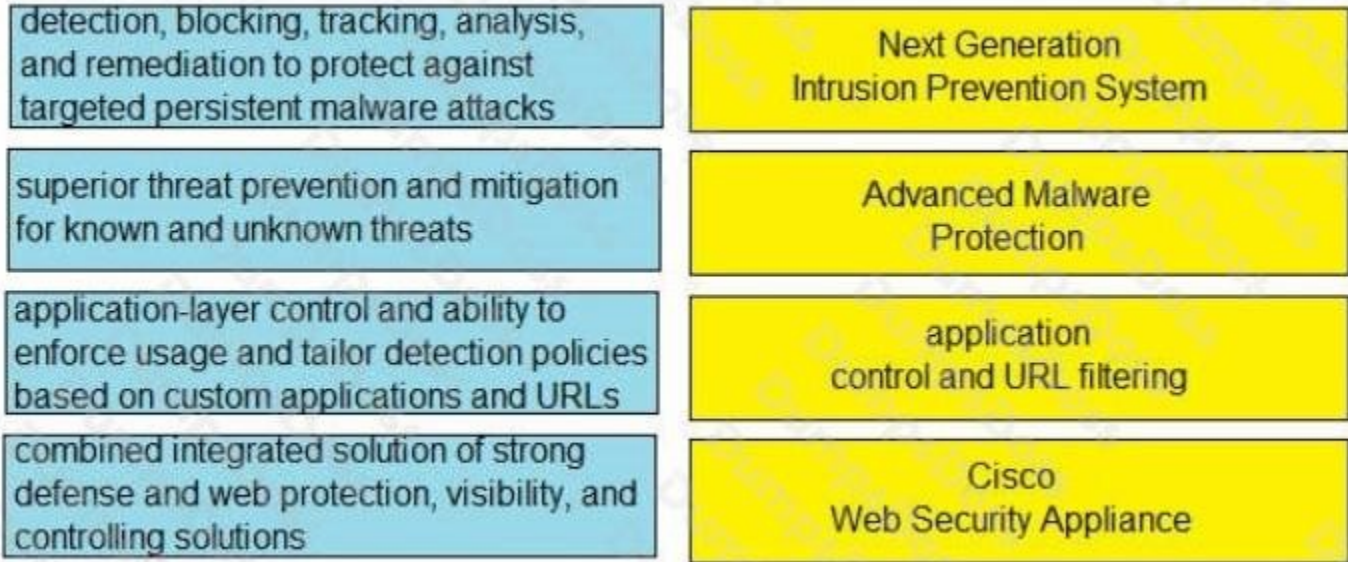 detection, blocking, tracking, analysis,
and remediation to protect against
targeted persistent malware attacks
Next Generation
Intrusion Prevention System
superior threat prevention and mitigation
for known and unknown threats
Advanced Malware
Protection
application-layer control and ability to
enforce usage and tailor detection policies
based on custom applications and URLs
application
control and URL filtering
combined integrated solution of strong
defense and web protection, visibility, and
controlling solutions
Cisco
Web Security Appliance